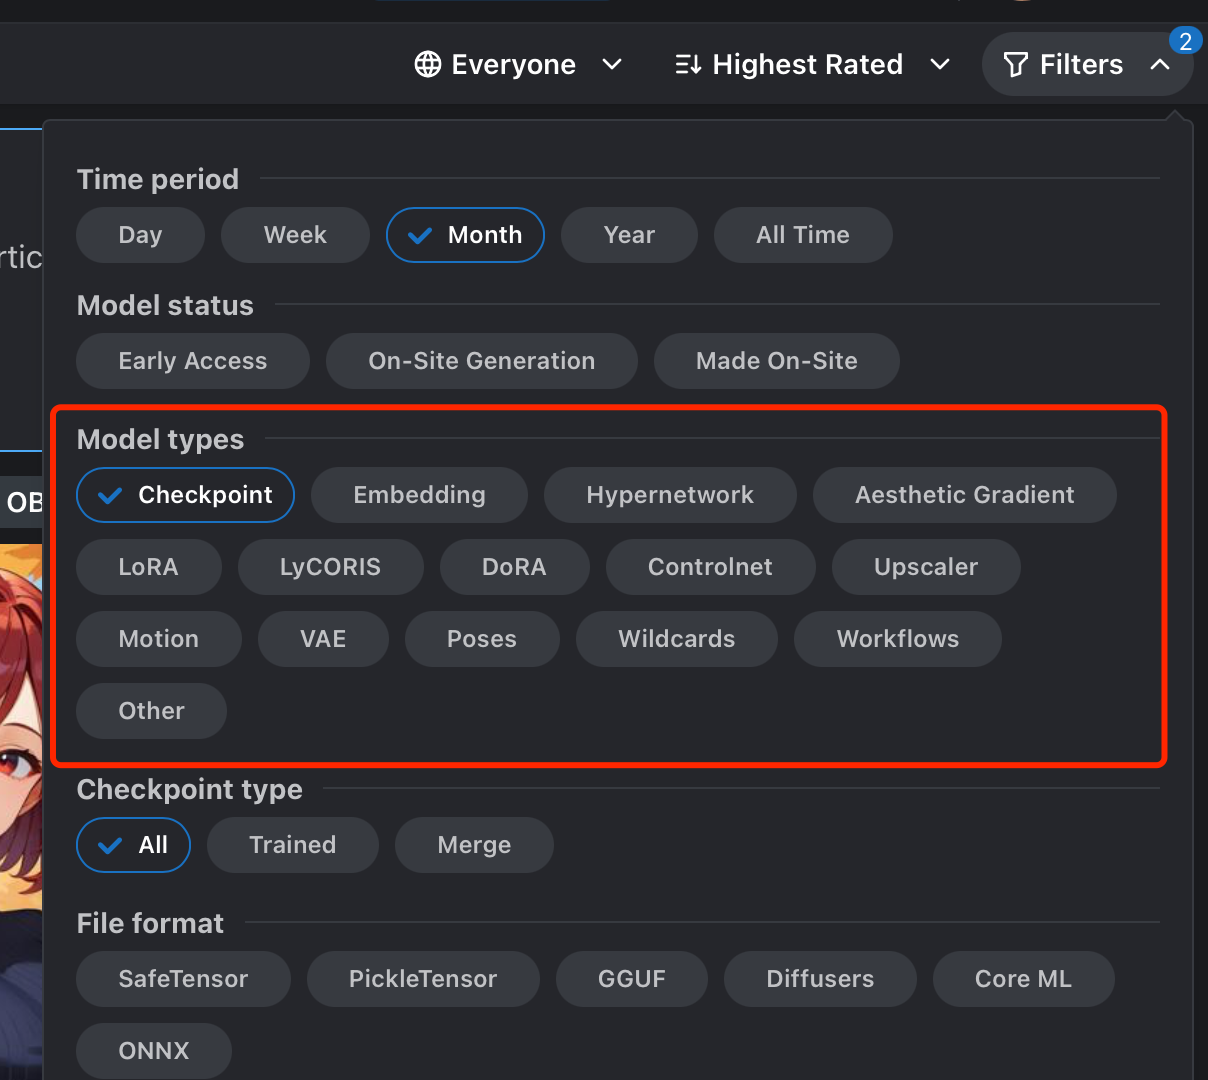 Everyone Highest Rated Filters 2
Time period
Day Week Month Year All Time
rtic
Model status
Early Access On-Site Generation Made On-Site
Model types
Checkpoint Embedding Hypernetwork Aesthetic Gradient
OB
LoRA LyCORIS DoRA Controlnet Upscaler
Motion VAE Poses Wildcards Workflows
Other
Checkpoint type
All Trained Merge
File format
SafeTensor PickleTensor GGUF Diffusers Core ML
ONNX